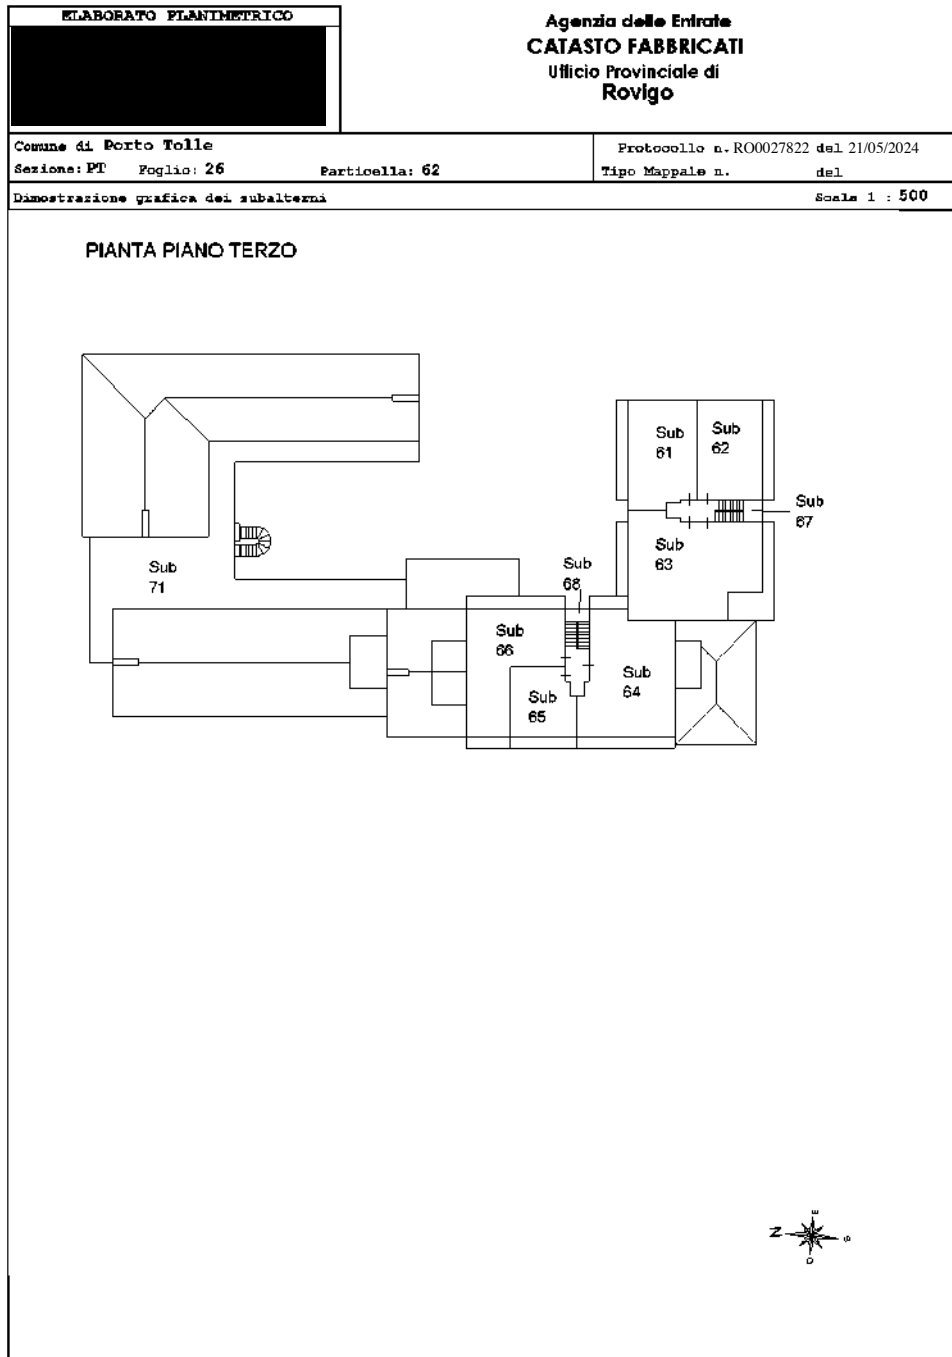 ELABORATO PLANIMETRICO
Agenzia delle Entrate
CATASTO FABBRICATI
Ufficio Provinciale di
Rovigo
Comune di Porto Tolle
Protocollo n. RO0027822 del 21/05/2024
Sezione: PT Foglio: 26 Particella: 62
Tipo Mappale n. del
Dimostrazione grafica dei subalterni
Scala 1 : 500
PIANTA PIANO TERZO
Sub
61
Sub
62
Sub
67
Sub
63
Sub
71
Sub
68
Sub
66
Sub
64
Sub
65
E
N
S
O